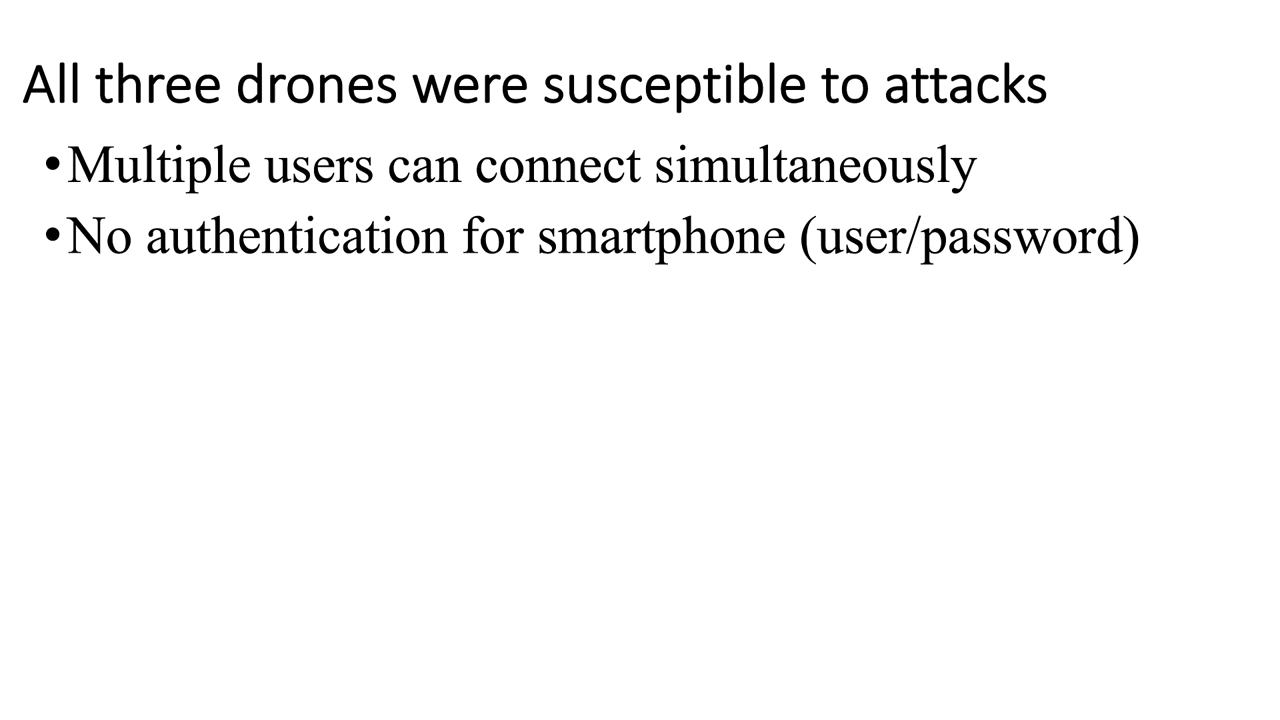 All three drones were susceptible to attacks
•Multiple users can connect simultaneously
•No authentication for smartphone (user/password)